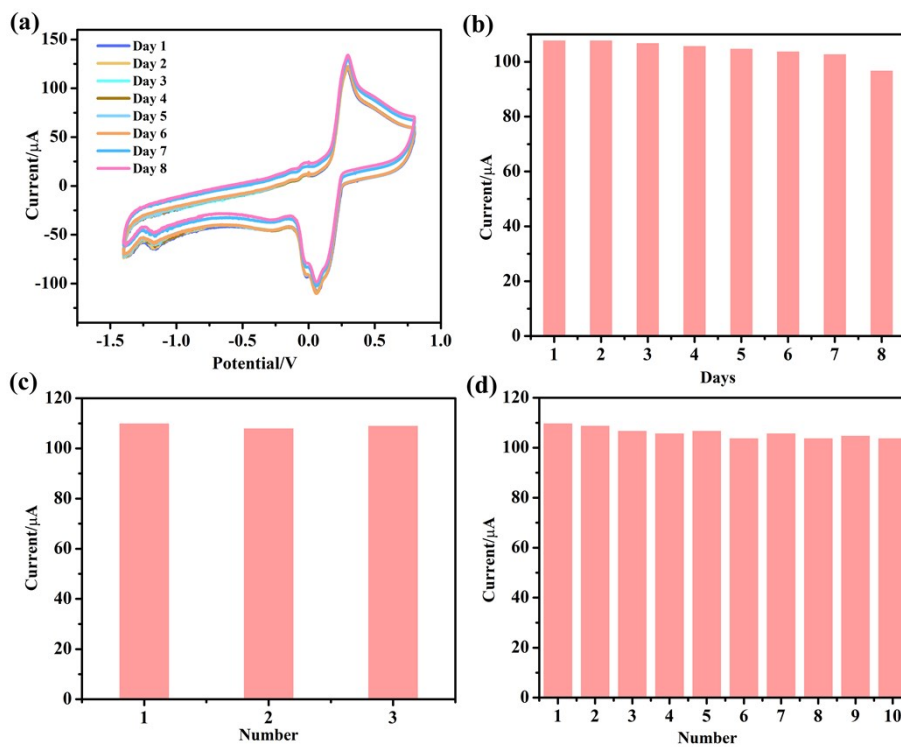 (a)
150
100
50
0
-50
-100
Current/μA
Day 1
Day 2
Day 3
Day 4
Day 5
Day 6
Day 7
Day 8
-1.5 -1.0 -0.5 0.0 0.5 1.0
Potential/V
(b)
100
80
60
40
20
0
Current/μA
1 2 3 4 5 6 7 8
Days
(c)
120
100
80
60
40
20
0
Current/μA
1 2 3
Number
(d)
120
100
80
60
40
20
0
Current/μA
1 2 3 4 5 6 7 8 9 10
Number